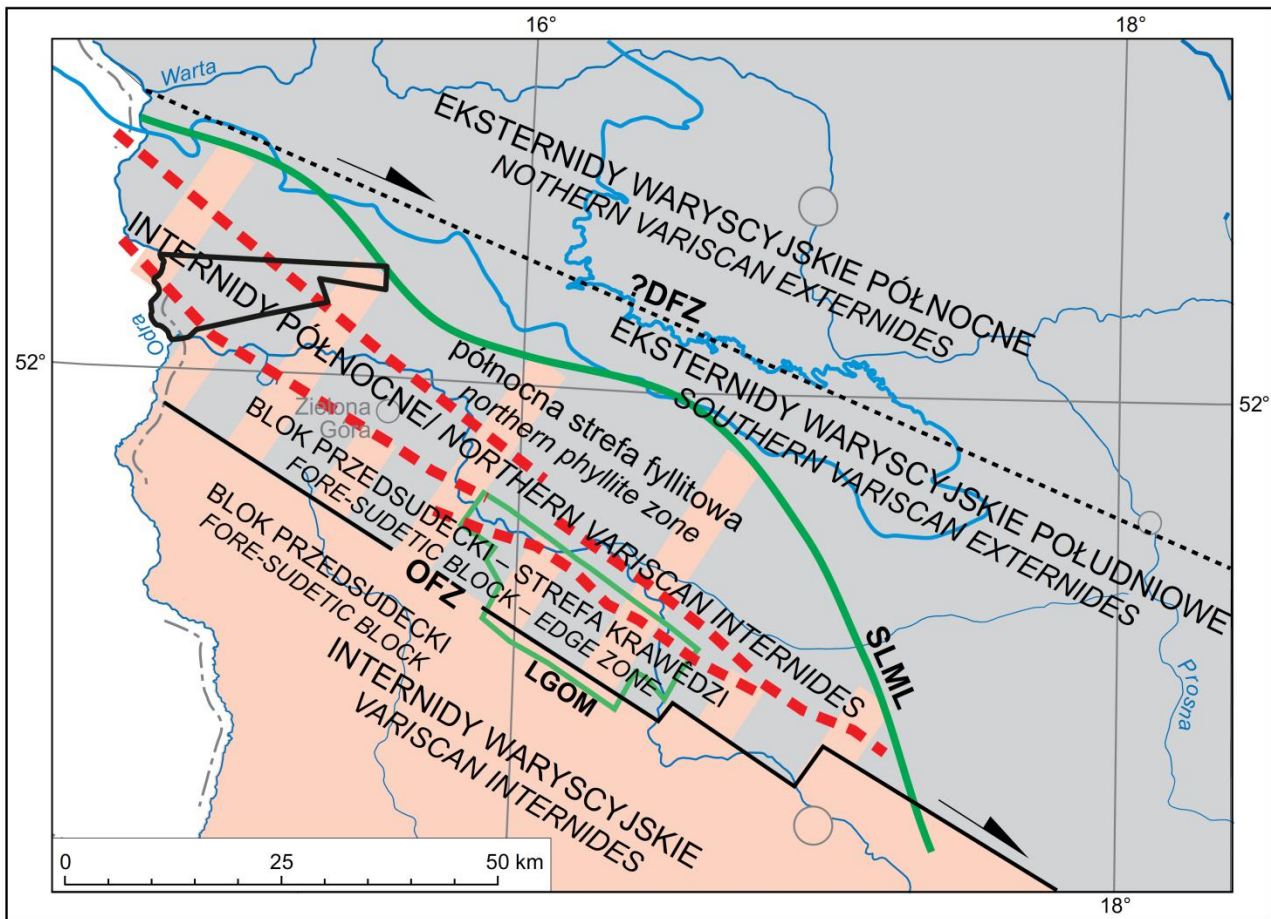 16°
18°
Warta
EKSTERNIDY WARYSCYJSKIE PÓŁNOCNE
NOTHERN VARISCAN EXTERNIDES
?DFZ
EKSTERNIDY WARYSCYJSKIE POŁUDNIOWE
SOUTHERN VARISCAN EXTERNIDES
INTERNIDY PÓŁNOCNE/ NORTHERN VARISCAN INTERNIDES
Odra
52°
52°
północna strefa fyllitowa
northern phyllite zone
Zielona
Góra
BLOK PRZEDSUDECKI – STREFA KRAWÊDZI
FORE-SUDETIC BLOCK – EDGE ZONE
BLOK PRZEDSUDECKI
FORE-SUDETIC BLOCK
OFZ
LGOM
SLML
Prosna
INTERNIDY WARYSCYJSKIE
VARISCAN INTERNIDES
0 25 50 km
16°
18°